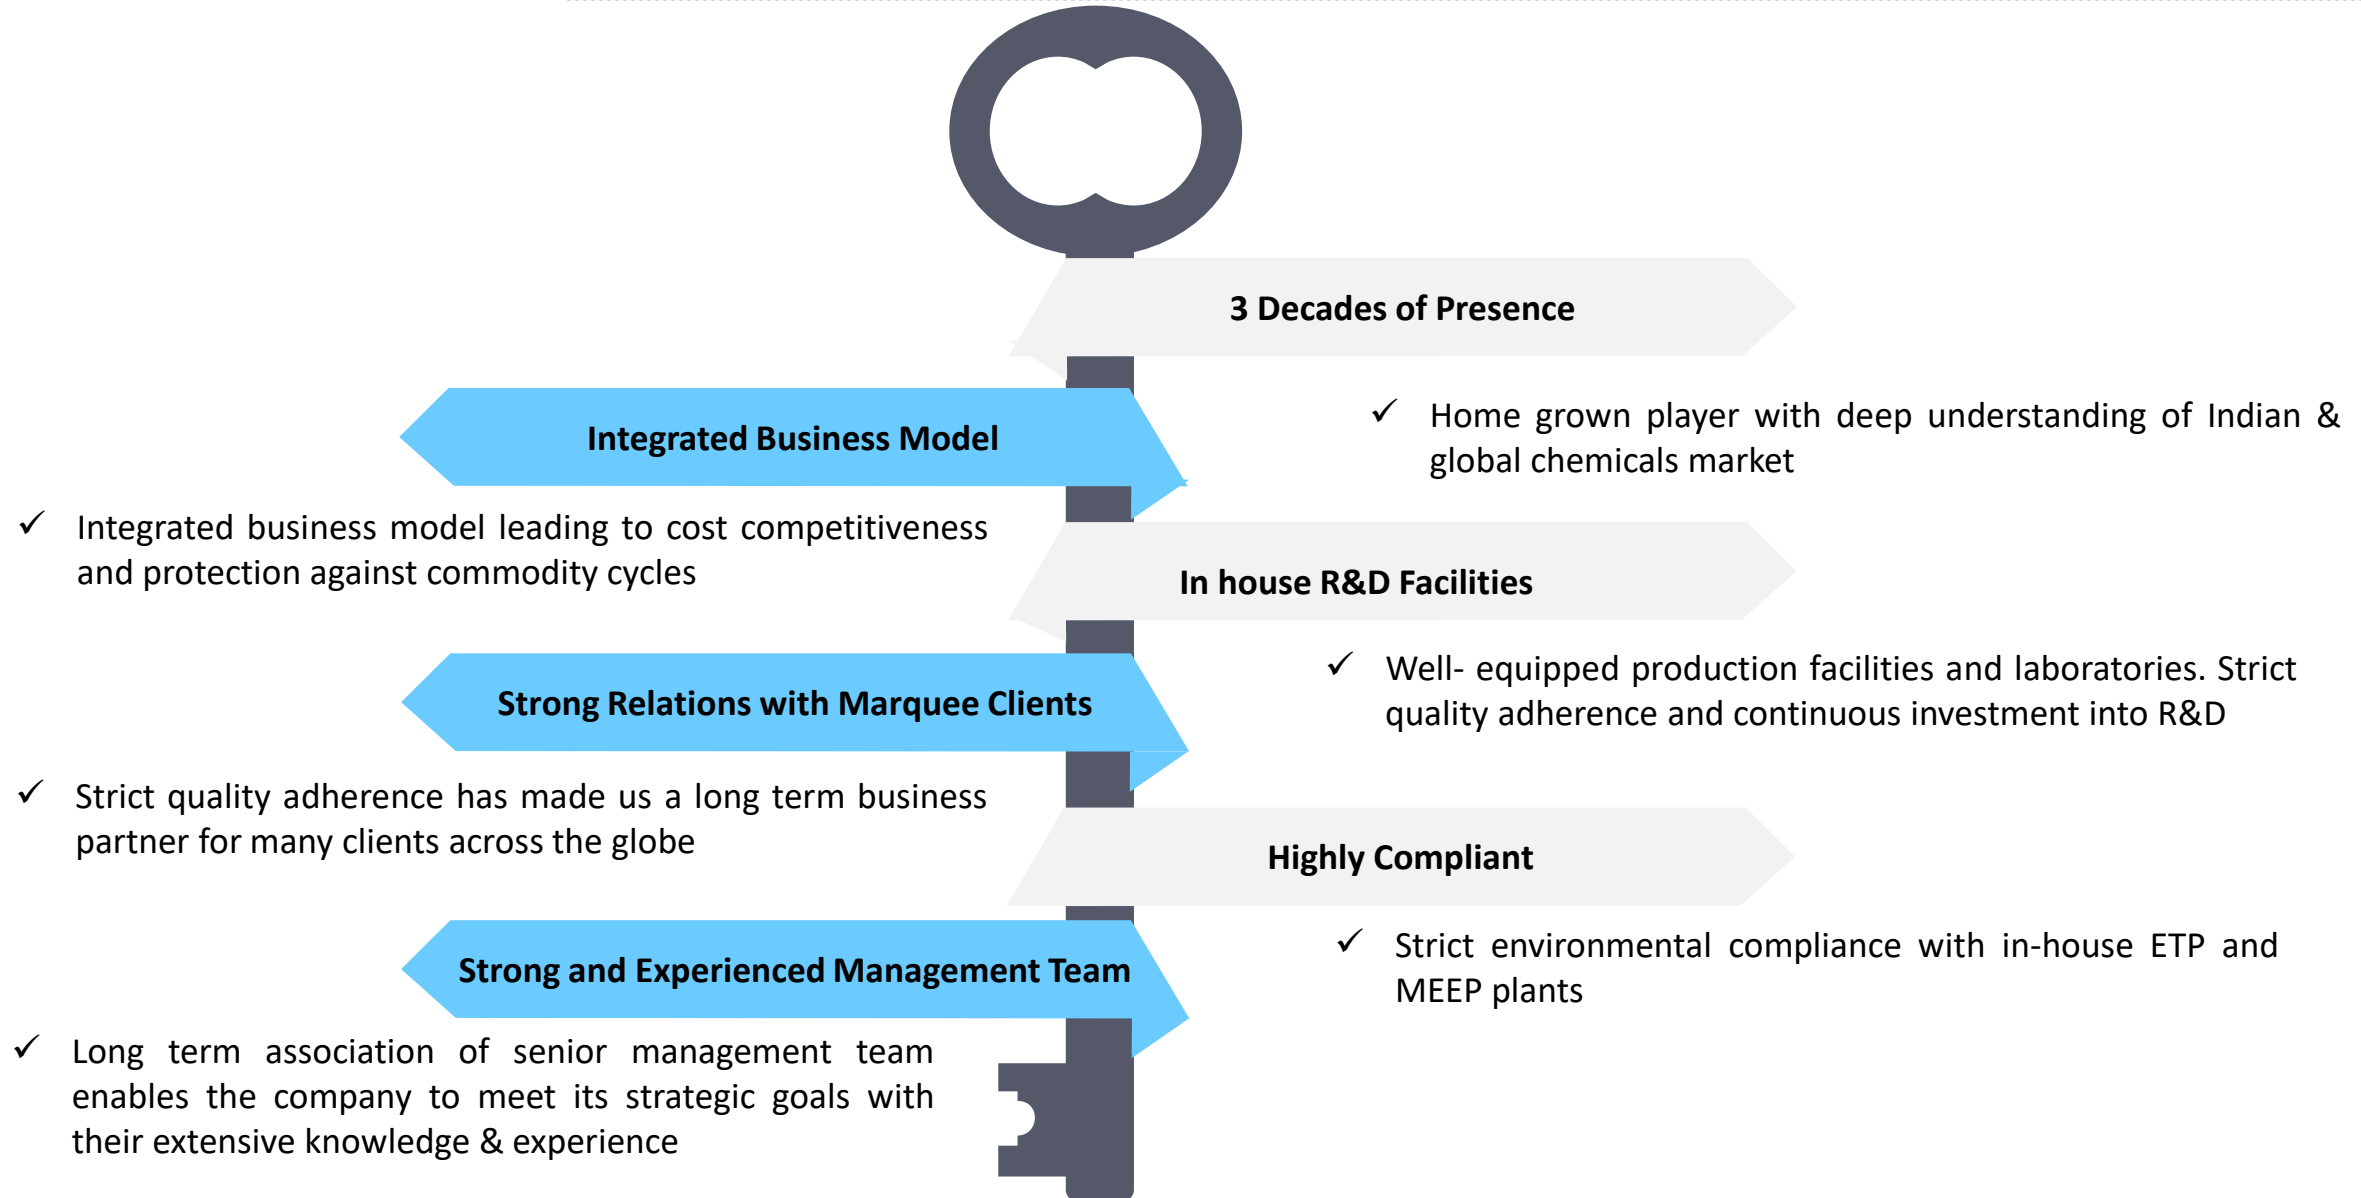 3 Decades of Presence
✓ Home grown player with deep understanding of Indian &
global chemicals market
Integrated Business Model
✓ Integrated business model leading to cost competitiveness
and protection against commodity cycles
In house R&D Facilities
✓ Well- equipped production facilities and laboratories. Strict
quality adherence and continuous investment into R&D
Strong Relations with Marquee Clients
✓ Strict quality adherence has made us a long term business
partner for many clients across the globe
Highly Compliant
✓ Strict environmental compliance with in-house ETP and
MEEP plants
Strong and Experienced Management Team
✓ Long term association of senior management team
enables the company to meet its strategic goals with
their extensive knowledge & experience